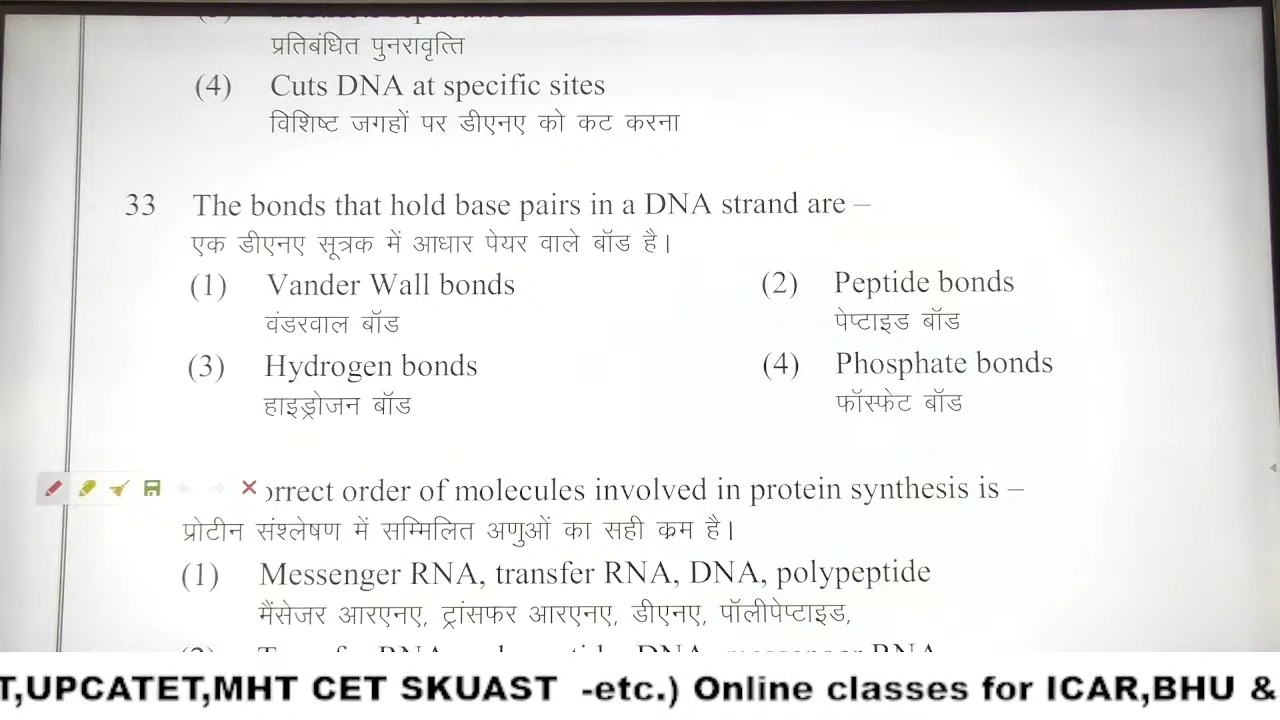 प्रतिबंधित पुनरावृत्ति
(4) Cuts DNA at specific sites
विशिष्ट जगहों पर डीएनए को कट करना
33 The bonds that hold base pairs in a DNA strand are –
एक डीएनए सूत्रक में आधार पेयर वाले बॉड है।
(1) Vander Wall bonds (2) Peptide bonds
वंडरवाल बॉड पेप्टाइड बॉड
(3) Hydrogen bonds (4) Phosphate bonds
हाइड्रोजन बॉड फॉस्फेट बॉड
orrect order of molecules involved in protein synthesis is –
प्रोटीन संश्लेषण में सम्मिलित अणुओं का सही कम है।
(1) Messenger RNA, transfer RNA, DNA, polypeptide
मैंसेजर आरएनए, ट्रांसफर आरएनए, डीएनए, पॉलीपेप्टाइड,
T,UPCATET,MHT CET SKUAST -etc.) Online classes for ICAR,BHU &